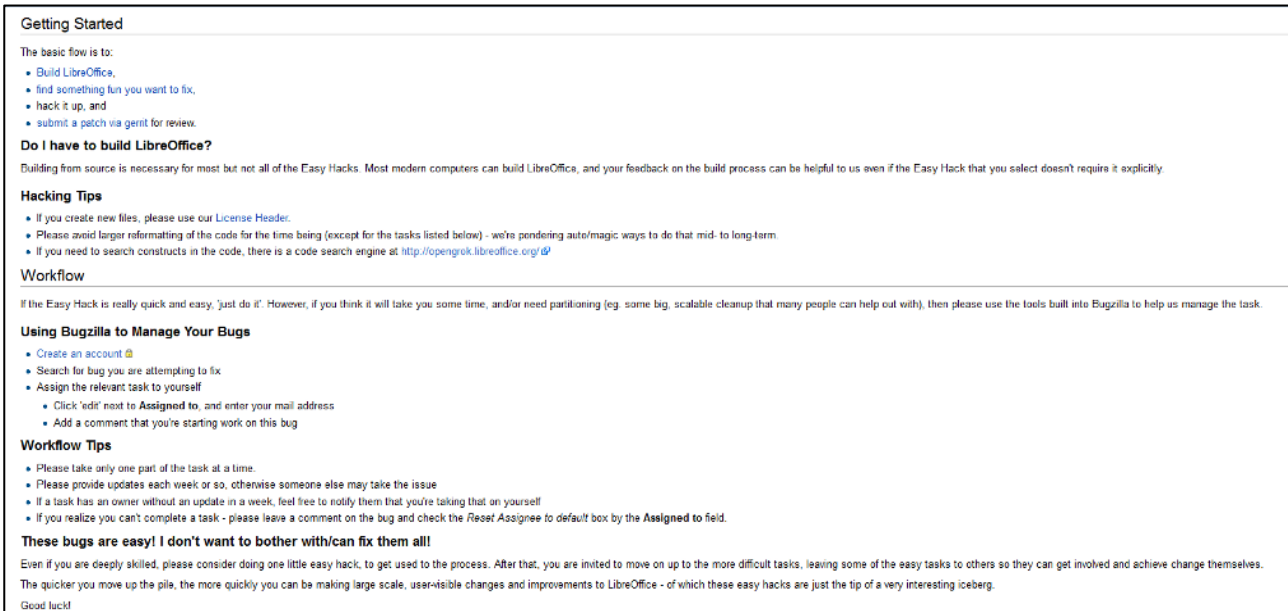 Getting Started
The basic flow is to:
• Build LibreOffice,
• find something fun you want to fix,
• hack it up, and
• submit a patch via gerrit for review.
Do I have to build LibreOffice?
Building from source is necessary for most but not all of the Easy Hacks. Most modern computers can build LibreOffice, and your feedback on the build process can be helpful to us even if the Easy Hack that you select doesn't require it explicitly.
Hacking Tips
• If you create new files, please use our License Header.
• Please avoid larger reformatting of the code for the time being (except for the tasks listed below) - we're pondering auto/magic ways to do that mid- to long-term.
• If you need to search constructs in the code, there is a code search engine at http://opengrok.libreoffice.org/
Workflow
If the Easy Hack is really quick and easy, 'just do it'. However, if you think it will take you some time, and/or need partitioning (eg. some big, scalable cleanup that many people can help out with), then please use the tools built into Bugzilla to help us manage the task.
Using Bugzilla to Manage Your Bugs
• Create an account
• Search for bug you are attempting to fix
• Assign the relevant task to yourself
• Click 'edit' next to Assigned to, and enter your mail address
• Add a comment that you're starting work on this bug
Workflow Tips
• Please take only one part of the task at a time.
• Please provide updates each week or so, otherwise someone else may take the issue
• If a task has an owner without an update in a week, feel free to notify them that you're taking that on yourself
• If you realize you can't complete a task - please leave a comment on the bug and check the Reset Assignee to default box by the Assigned to field.
These bugs are easy! I don't want to bother with/can fix them all!
Even if you are deeply skilled, please consider doing one little easy hack, to get used to the process. After that, you are invited to move on up to the more difficult tasks, leaving some of the easy tasks to others so they can get involved and achieve change themselves.
The quicker you move up the pile, the more quickly you can be making large scale, user-visible changes and improvements to LibreOffice - of which these easy hacks are just the tip of a very interesting iceberg.
Good luck!